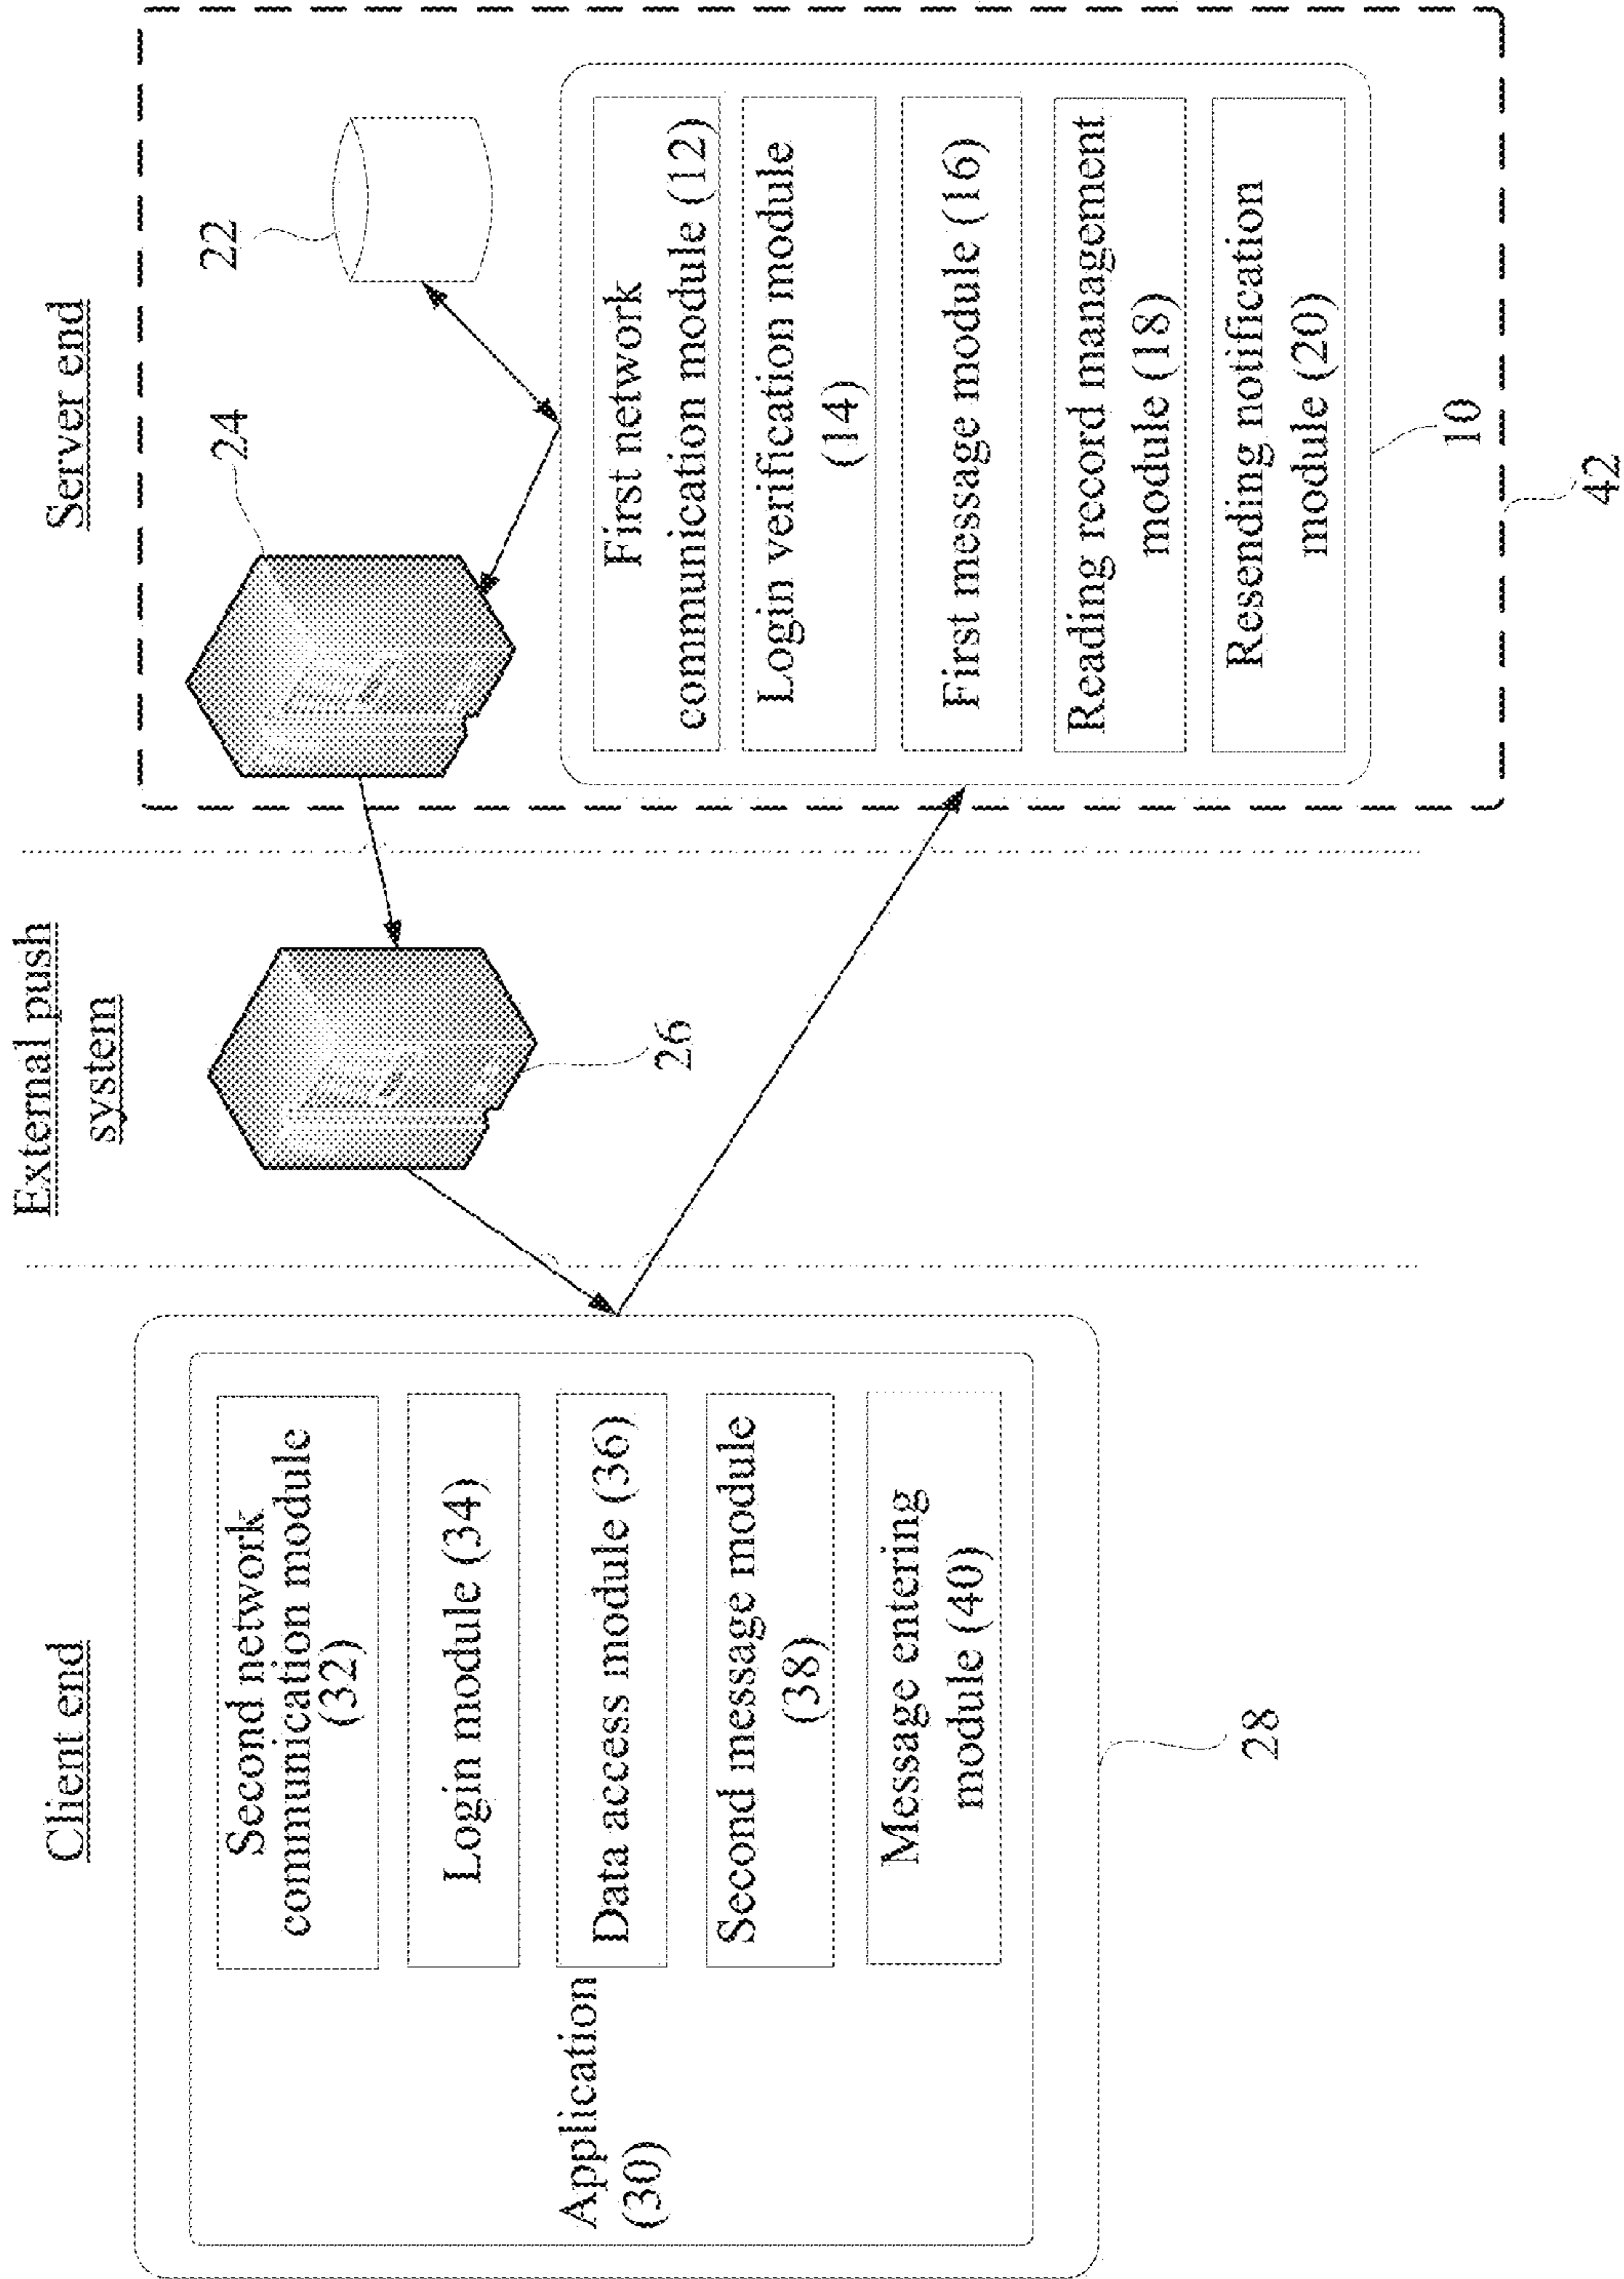 Client end
External push
system
Server end
Second network
communication module
(32)
Login module (34)
Data access module (36)
Second message module
(38)
Message entering
module (40)
Application
(30)
28
26
24
22
First network
communication module (12)
Login verification module
(14)
First message module (16)
Reading record management
module (18)
Resending notification
module (20)
10
42